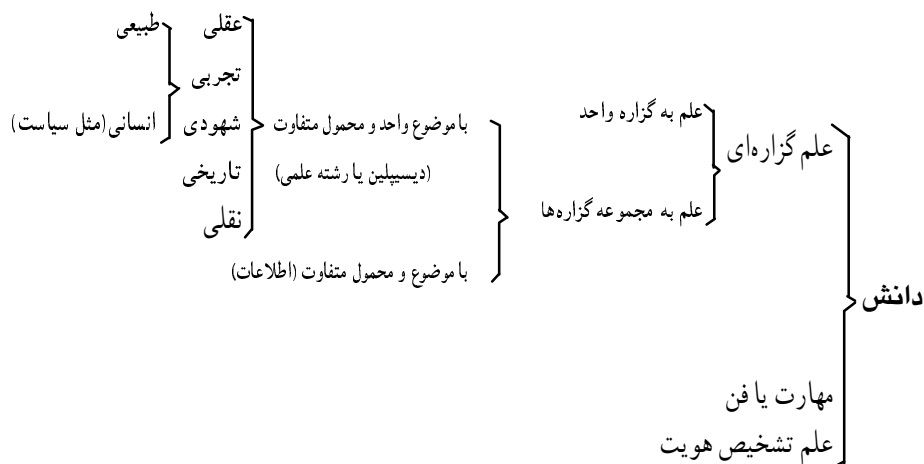 دانش
علم گزاره‌ای
مهارت یا فن
علم تشخیص هویت
علم به گزاره واحد
علم به مجموعه گزاره‌ها
با موضوع واحد و محمول متفاوت
(دیسیپلین یا رشته علمی)
با موضوع و محمول متفاوت (اطلاعات)
عقلی
تجربی
شهودی
تاریخی
نقلی
طبیعی
انسانی (مثل سیاست)